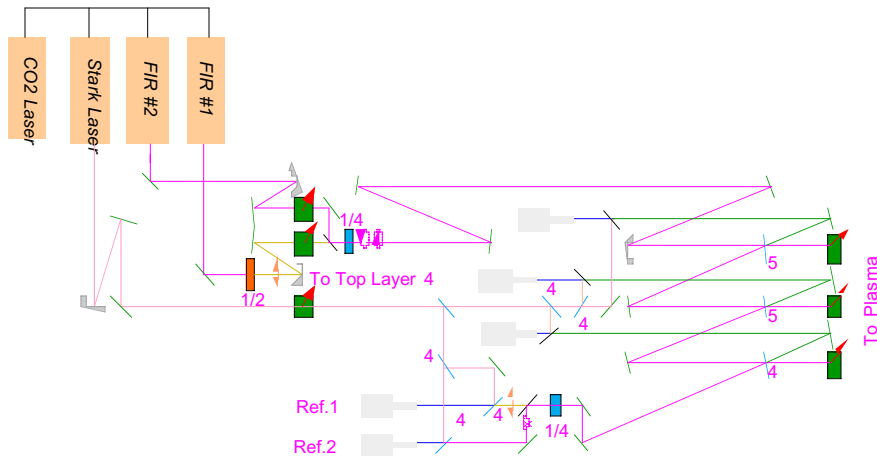 CO2 Laser
Stark Laser
FIR #2
FIR #1
1/4
4
To Top Layer 4
1/2
5
4
4
5
To Plasma
4
4
Ref.1
4
4
1/4
Ref.2